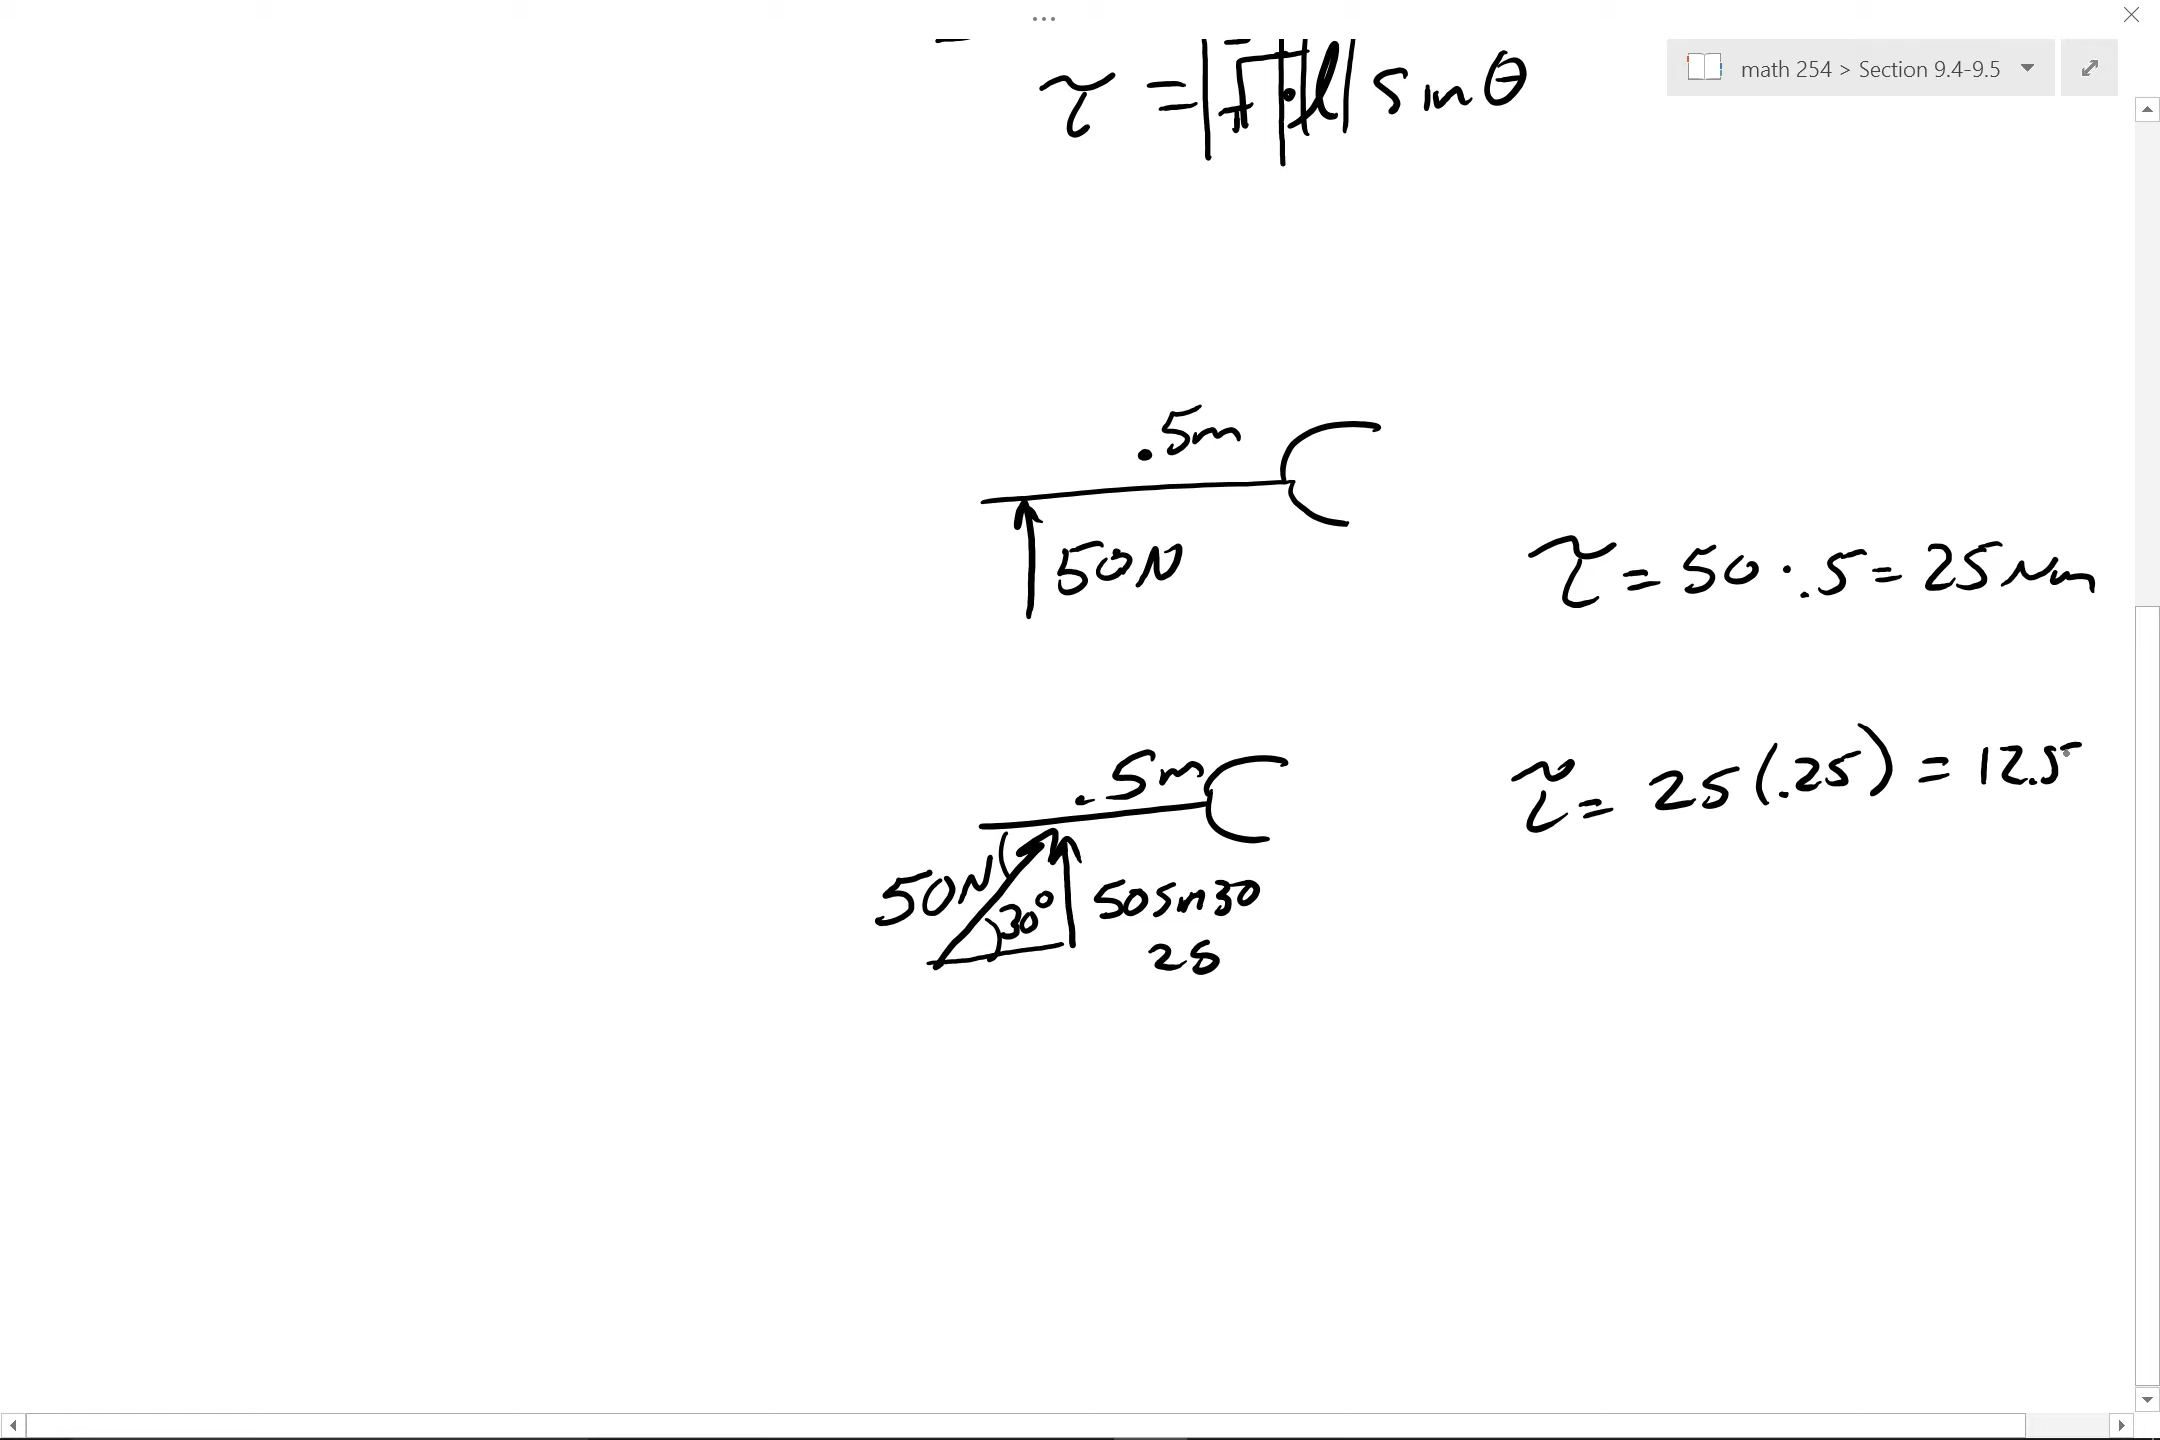 math 254 > Section 9.4-9.5
τ = |F|·|l| sin θ
.5m
50N
τ = 50 · .5 = 25 Nm
.5m
τ = 25(.25) = 12.5
50N
30°
50 sin 30
25